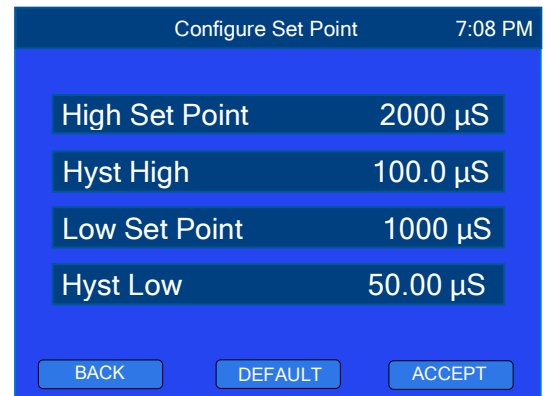 Configure Set Point 7:08 PM
High Set Point 2000 µS
Hyst High 100.0 µS
Low Set Point 1000 µS
Hyst Low 50.00 µS
BACK DEFAULT ACCEPT